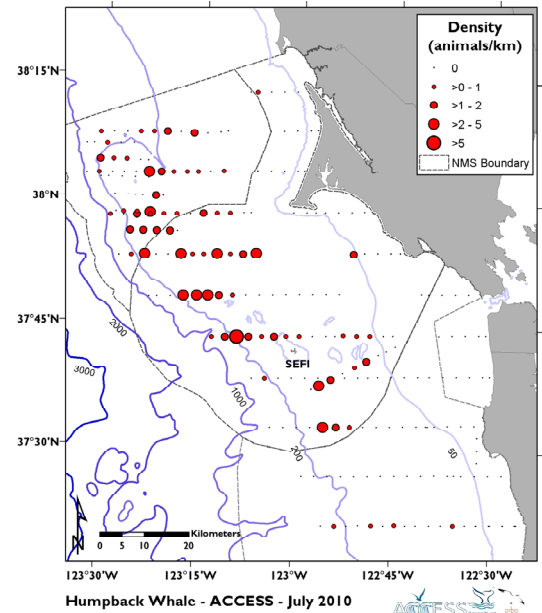 Density
(animals/km)
0
>0 - 1
>1 - 2
>2 - 5
>5
NMS Boundary
38°15'N
38°N
37°45'N
37°30'N
2000
3000
SEFI
1000
200
50
Kilometers
0 5 10 20
N
123°30'W 123°15'W 123°W 122°45'W 122°30'W
Humpback Whale - ACCESS - July 2010
ACCESS